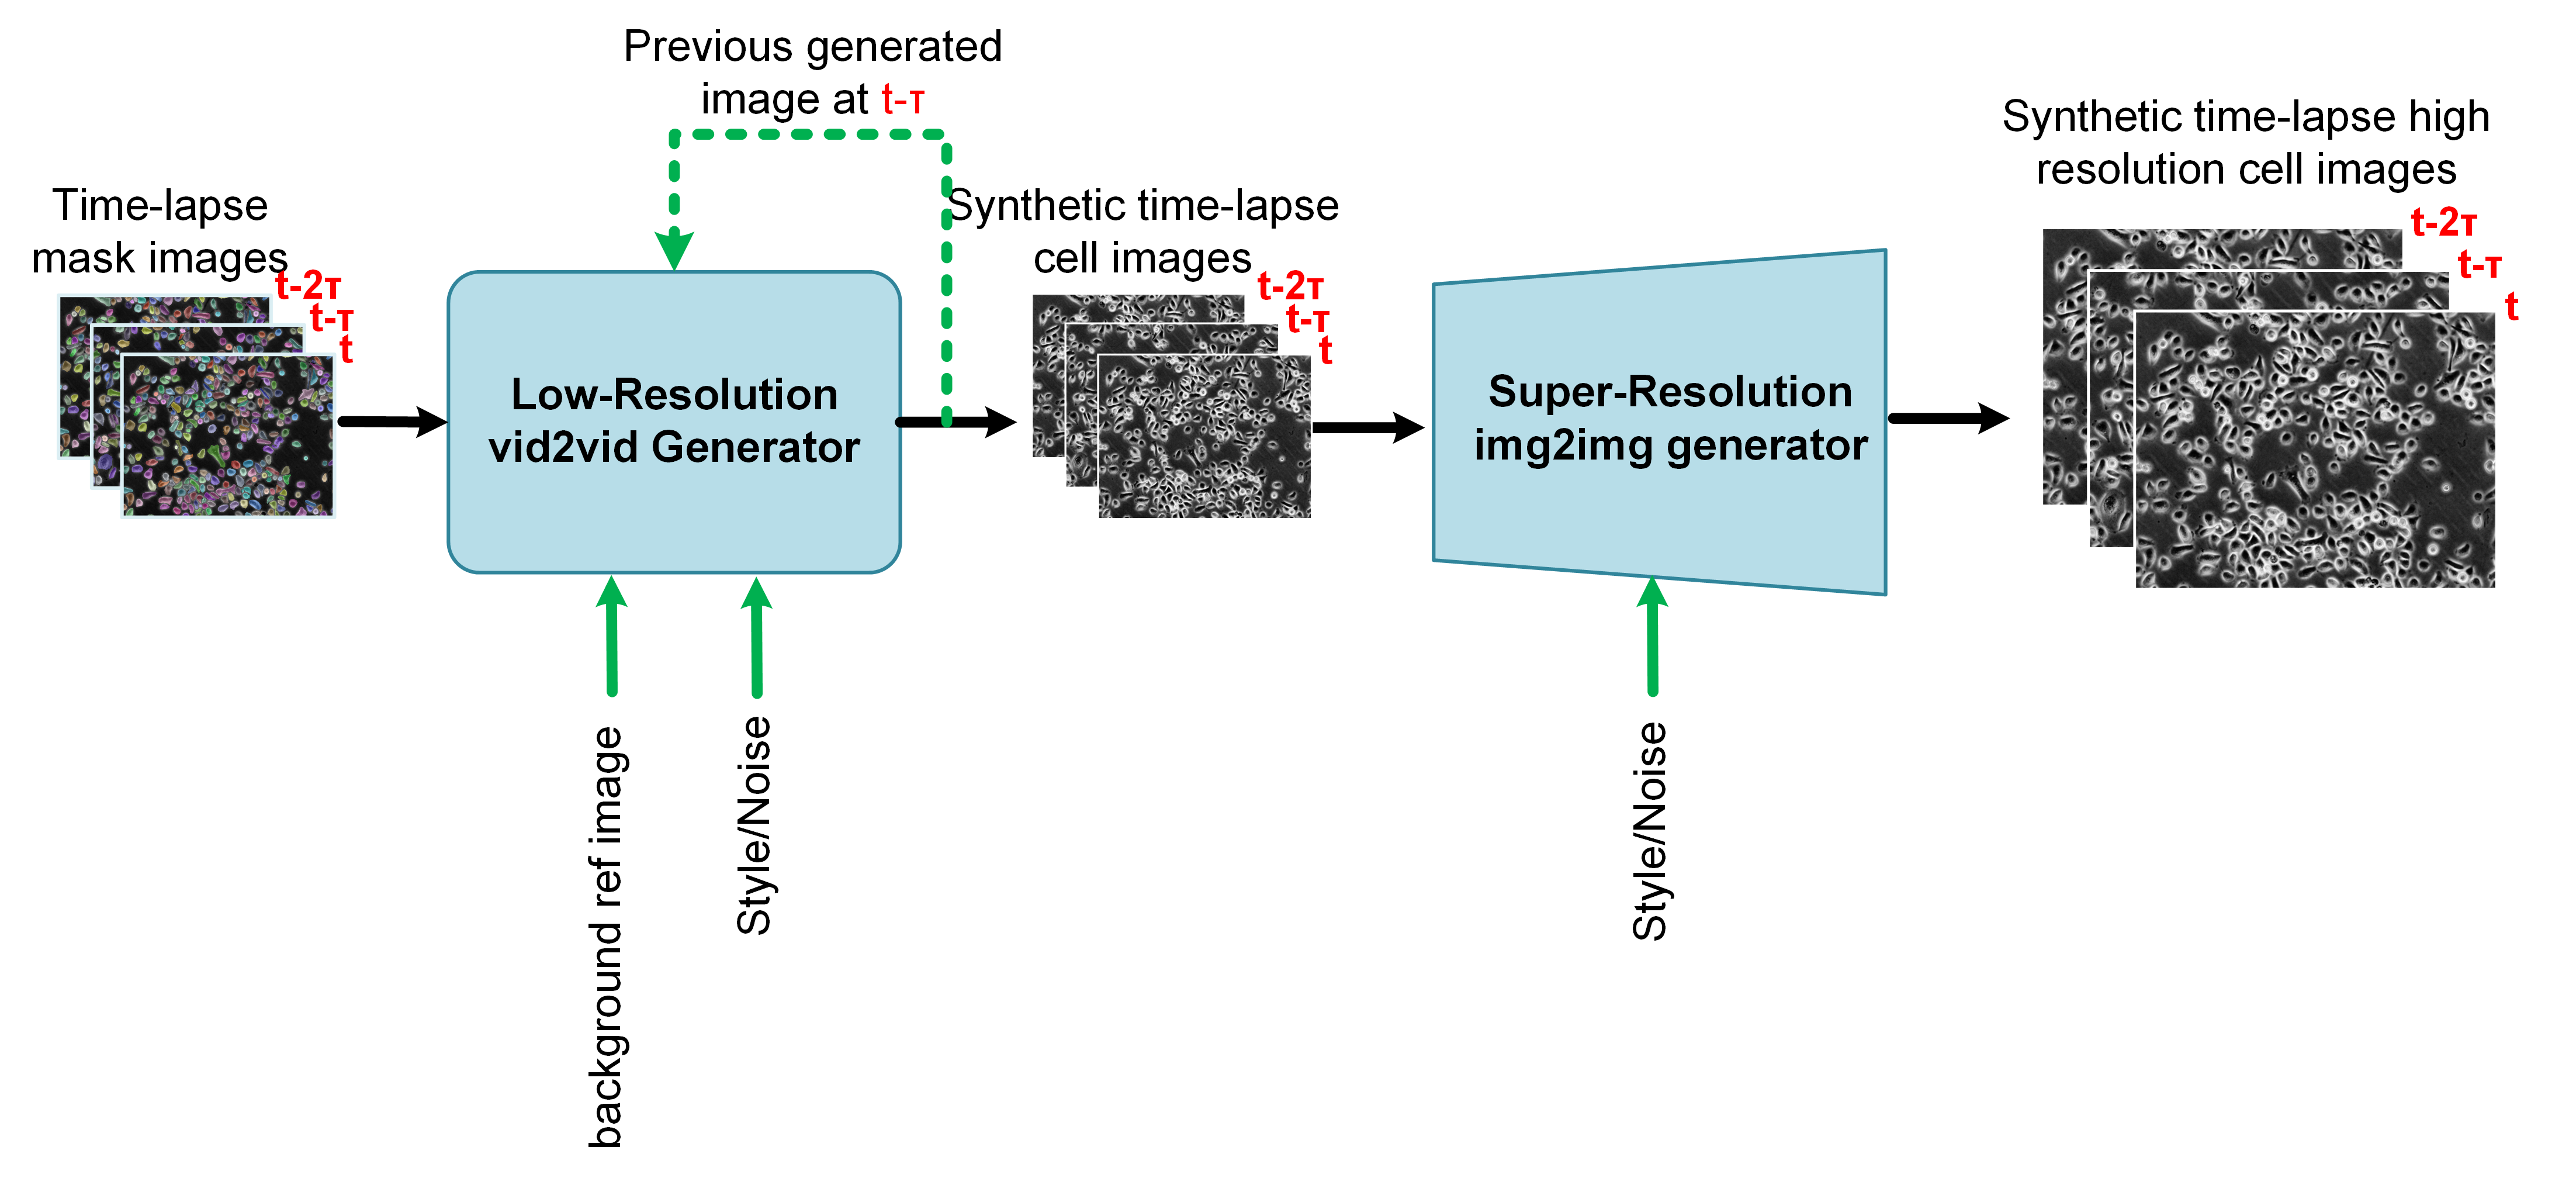 Previous generated
image at t-τ
Time-lapse
mask images
t-2τ
t-τ
t
Low-Resolution
vid2vid Generator
background ref image
Style/Noise
Synthetic time-lapse
cell images
t-2τ
t-τ
t
Super-Resolution
img2img generator
Style/Noise
Synthetic time-lapse high
resolution cell images
t-2τ
t-τ
t